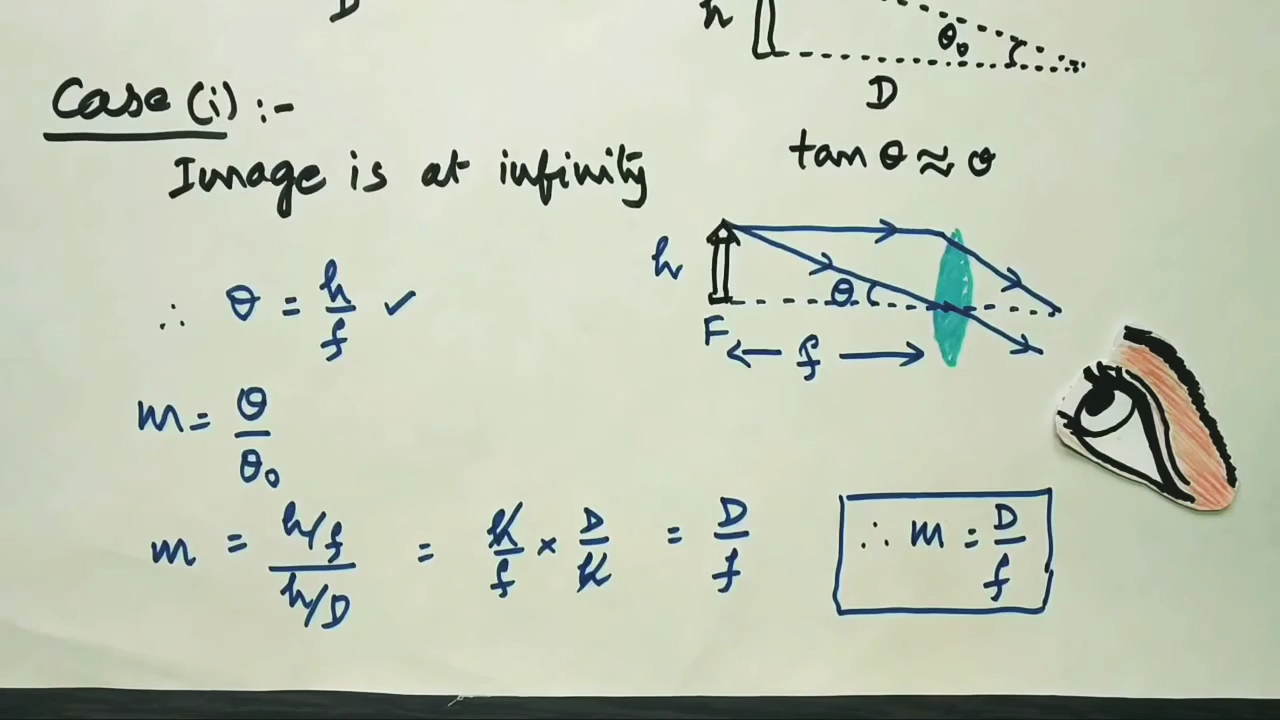 D
h
θ₀
D
Case (i) :-
Image is at infinity
tan θ ≈ θ
h
θ
F
f
∴ θ = h/f ✓
m = θ/θ₀
m = (h/f)/(h/D) = h/f × D/h = D/f
∴ m = D/f